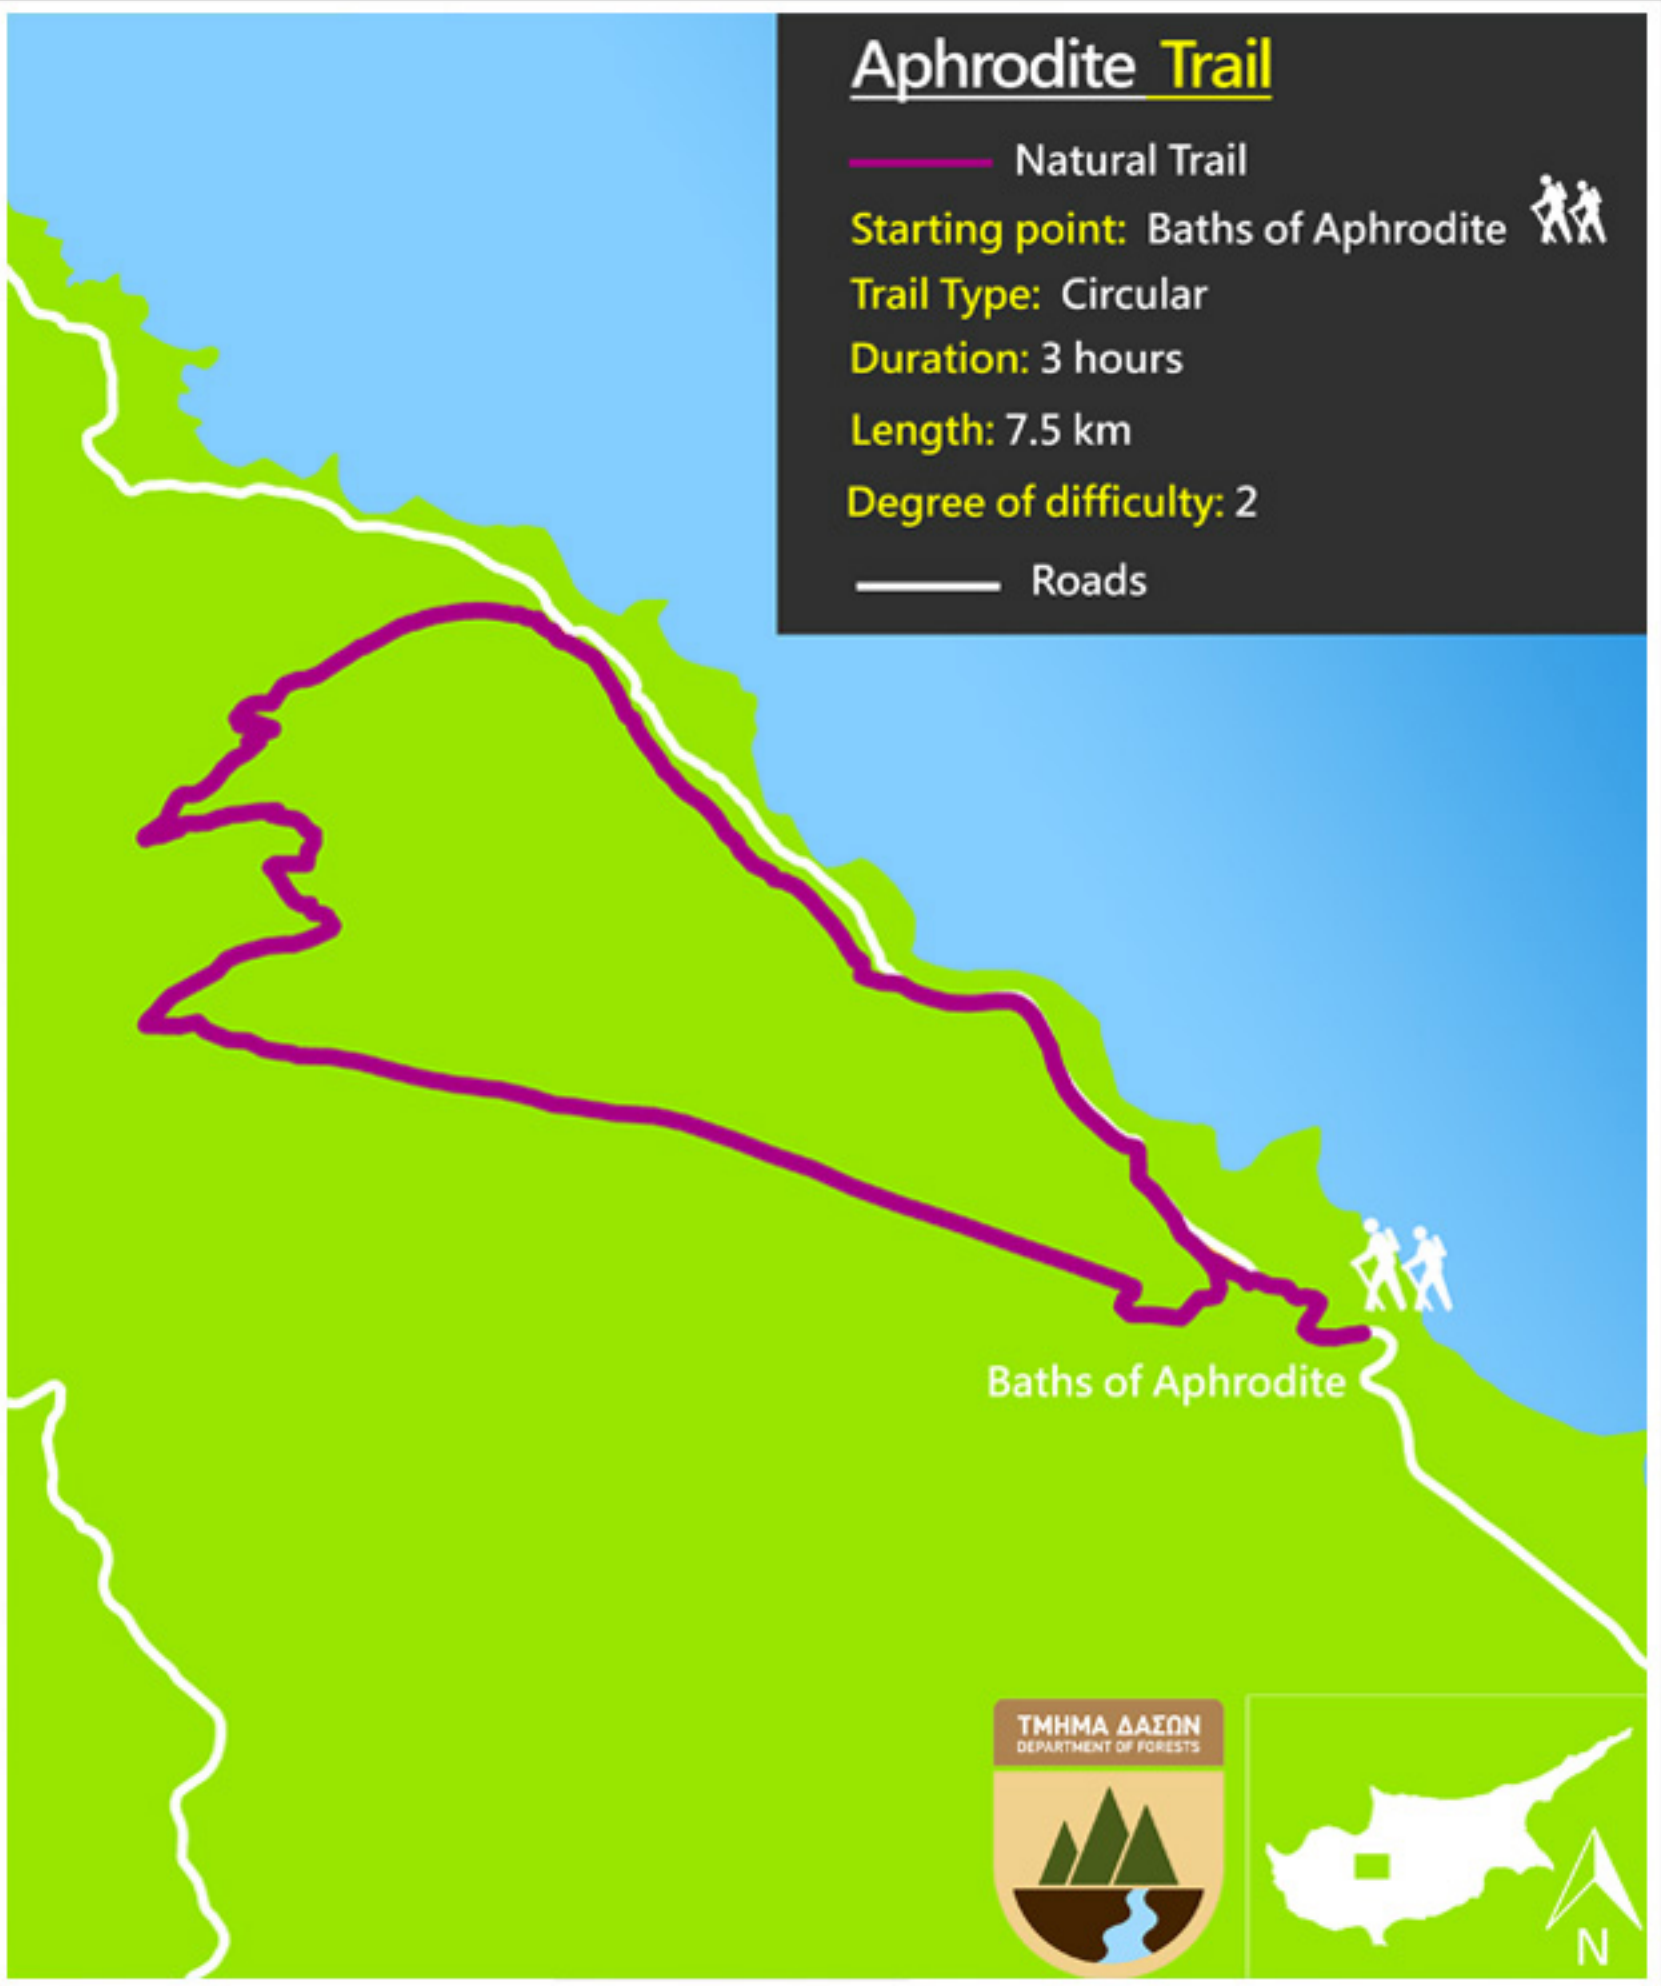 Aphrodite Trail
Natural Trail
Starting point: Baths of Aphrodite
Trail Type: Circular
Duration: 3 hours
Length: 7.5 km
Degree of difficulty: 2
Roads
Baths of Aphrodite
ΤΜΗΜΑ ΔΑΣΩΝ
DEPARTMENT OF FORESTS
N